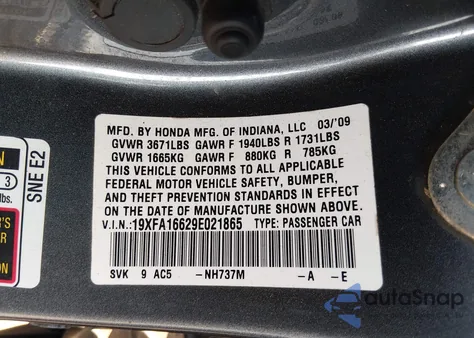 MFD. BY HONDA MFG. OF INDIANA, LLC 03/'09
GVWR 3671LBS GAWR F 1940LBS R 1731LBS
GVWR 1665KG GAWR F 880KG R 785KG
THIS VEHICLE CONFORMS TO ALL APPLICABLE
FEDERAL MOTOR VEHICLE SAFETY, BUMPER,
AND THEFT PREVENTION STANDARDS IN EFFECT
ON THE DATE OF MANUFACTURE SHOWN ABOVE.
V.I.N.:19XFA16629E021865 TYPE: PASSENGER CAR
SVK 9 AC5 -NH737M -A -E
SNE E2
3
lbs.
autoSnap